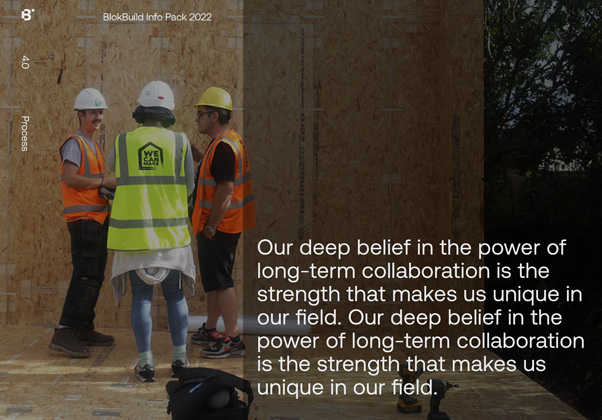 B
BlokBuild Info Pack 2022
4.0
Process
WE
CAN
MAKE
Our deep belief in the power of
long-term collaboration is the
strength that makes us unique in
our field. Our deep belief in the
power of long-term collaboration
is the strength that makes us
unique in our field.